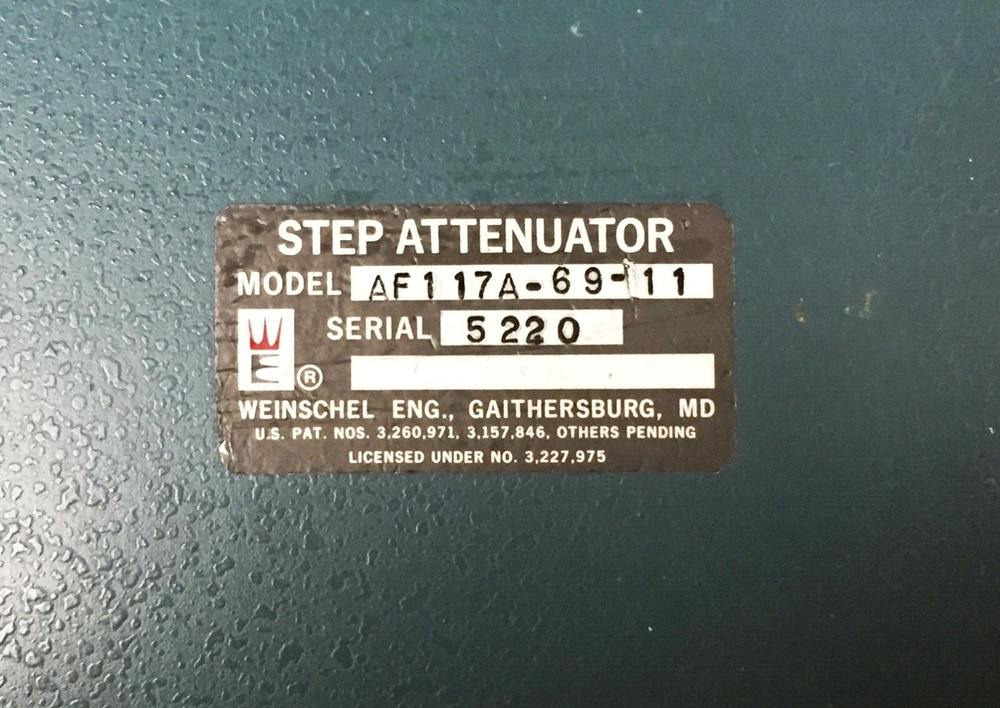 STEP ATTENUATOR
MODEL AF117A-69-11
SERIAL 5220
WE ®
WEINSCHEL ENG., GAITHERSBURG, MD
U.S. PAT. NOS. 3,260,971, 3,157,846, OTHERS PENDING
LICENSED UNDER NO. 3,227,975